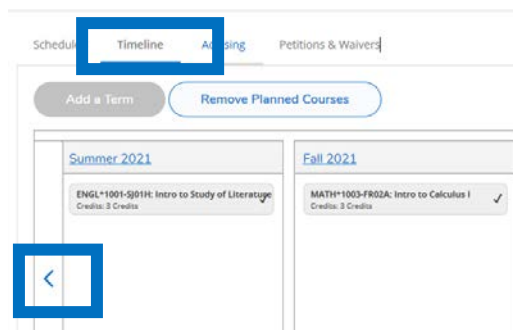 Schedule Timeline Advising Petitions & Waivers
Add a Term Remove Planned Courses
Summer 2021 Fall 2021
ENGL*1001-SJ01H: Intro to Study of Literature MATH*1003-FR02A: Intro to Calculus I
Credits: 3 Credits Credits: 3 Credits